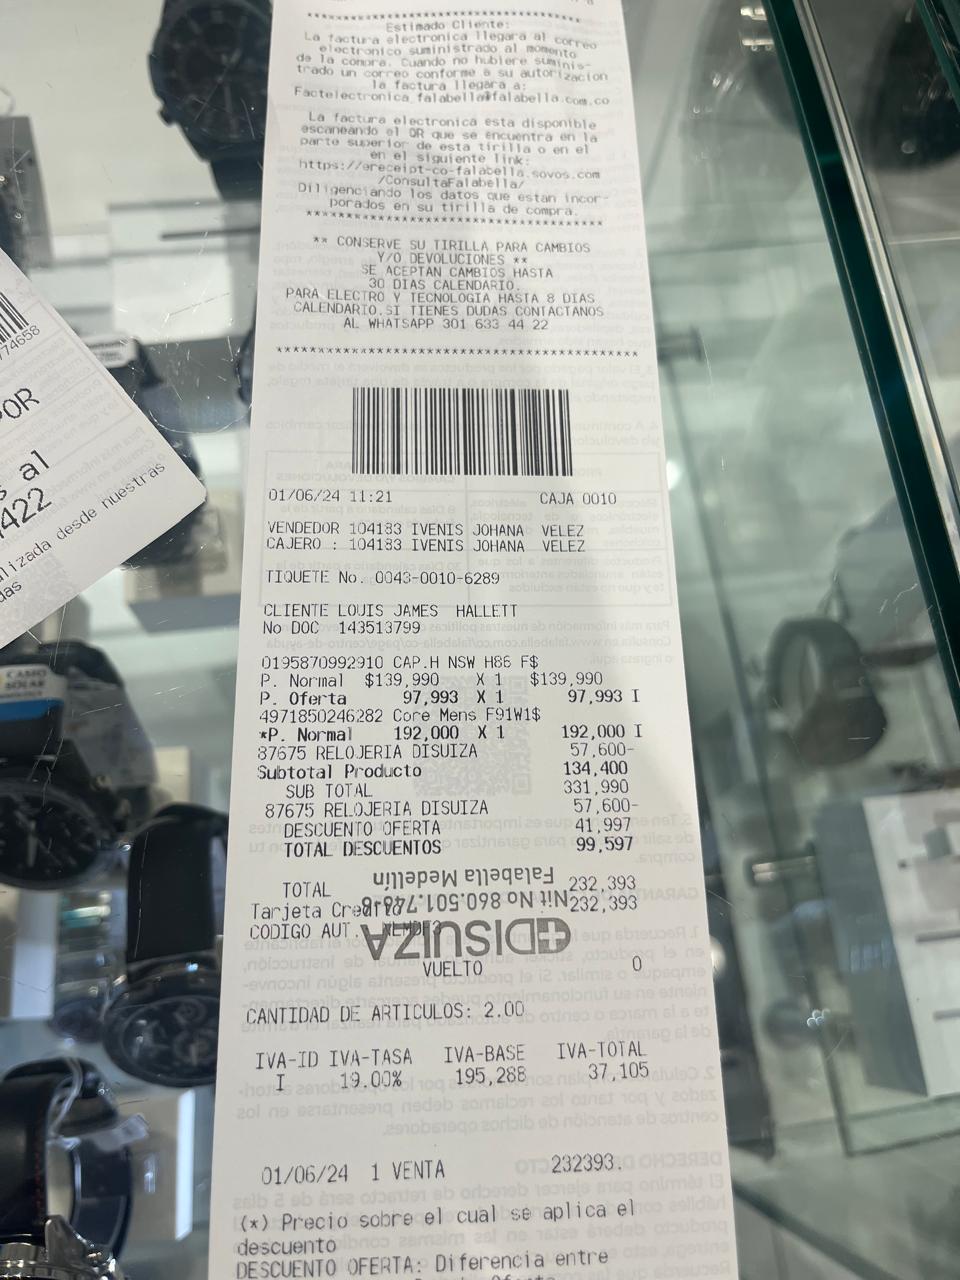 Estimado Cliente:
La factura electronica llegara al correo
electronico suministrado al momento
de la compra. Cuando no hubiere suminis-
trado un correo conforme a su autorizacion
la factura llegara a:
Factelectronica_falabella@falabella.com.co
La factura electronica esta disponible
escaneando el QR que se encuentra en la
parte superior de esta tirilla o en el
en el siguiente link:
https://areceipt-co-falabella.sovos.com
/ConsultaFalabella/
Diligenciando los datos que estan incor-
porados en su tirilla de compra.
** CONSERVE SU TIRILLA PARA CAMBIOS
Y/O DEVOLUCIONES **
SE ACEPTAN CAMBIOS HASTA
30 DIAS CALENDARIO.
PARA ELECTRO Y TECNOLOGIA HASTA 8 DIAS
CALENDARIO.SI TIENES DUDAS CONTACTANOS
AL WHATSAPP 301 633 44 22
01/06/24 11:21 CAJA 0010
VENDEDOR 104183 IVENIS JOHANA VELEZ
CAJERO : 104183 IVENIS JOHANA VELEZ
TIQUETE No. 0043-0010-6289
CLIENTE LOUIS JAMES HALLETT
No DOC 143513799
0195870992910 CAP.H NSW H86 F$
P. Normal $139,990 X 1 $139,990
P. Oferta 97,993 X 1 97,993 I
4971850246282 Core Mens F91W1$
*P. Normal 192,000 X 1 192,000 I
87675 RELOJERIA DISUIZA 57,600-
Subtotal Producto 134,400
SUB TOTAL 331,990
87675 RELOJERIA DISUIZA 57,600-
DESCUENTO OFERTA 41,997
TOTAL DESCUENTOS 99,597
Falabella Medellín
TOTAL 232,393
Nit No 860.501.748-6
Tarjeta Credito 232,393
CODIGO AUT.
DISUIZA
VUELTO 0
CANTIDAD DE ARTICULOS: 2.00
IVA-ID IVA-TASA IVA-BASE IVA-TOTAL
I 19.00% 195,288 37,105
01/06/24 1 VENTA 232393.
(*) Precio sobre el cual se aplica el
descuento
DESCUENTO OFERTA: Diferencia entre
774658
OR
s al
422
alizada desde nuestras
das